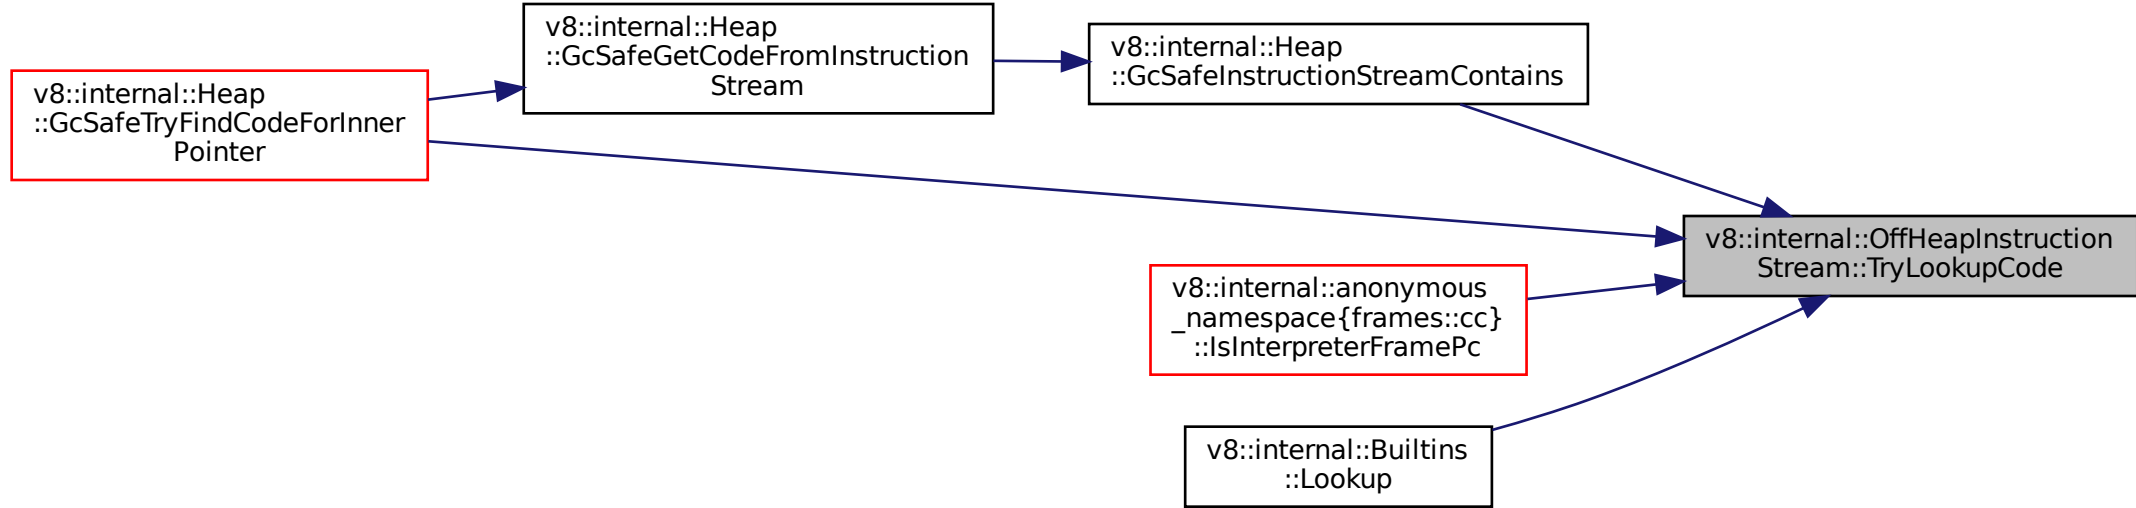 v8::internal::Heap
::GcSafeTryFindCodeForInner
Pointer
v8::internal::Heap
::GcSafeGetCodeFromInstruction
Stream
v8::internal::Heap
::GcSafeInstructionStreamContains
v8::internal::OffHeapInstruction
Stream::TryLookupCode
v8::internal::anonymous
_namespace{frames::cc}
::IsInterpreterFramePc
v8::internal::Builtins
::Lookup